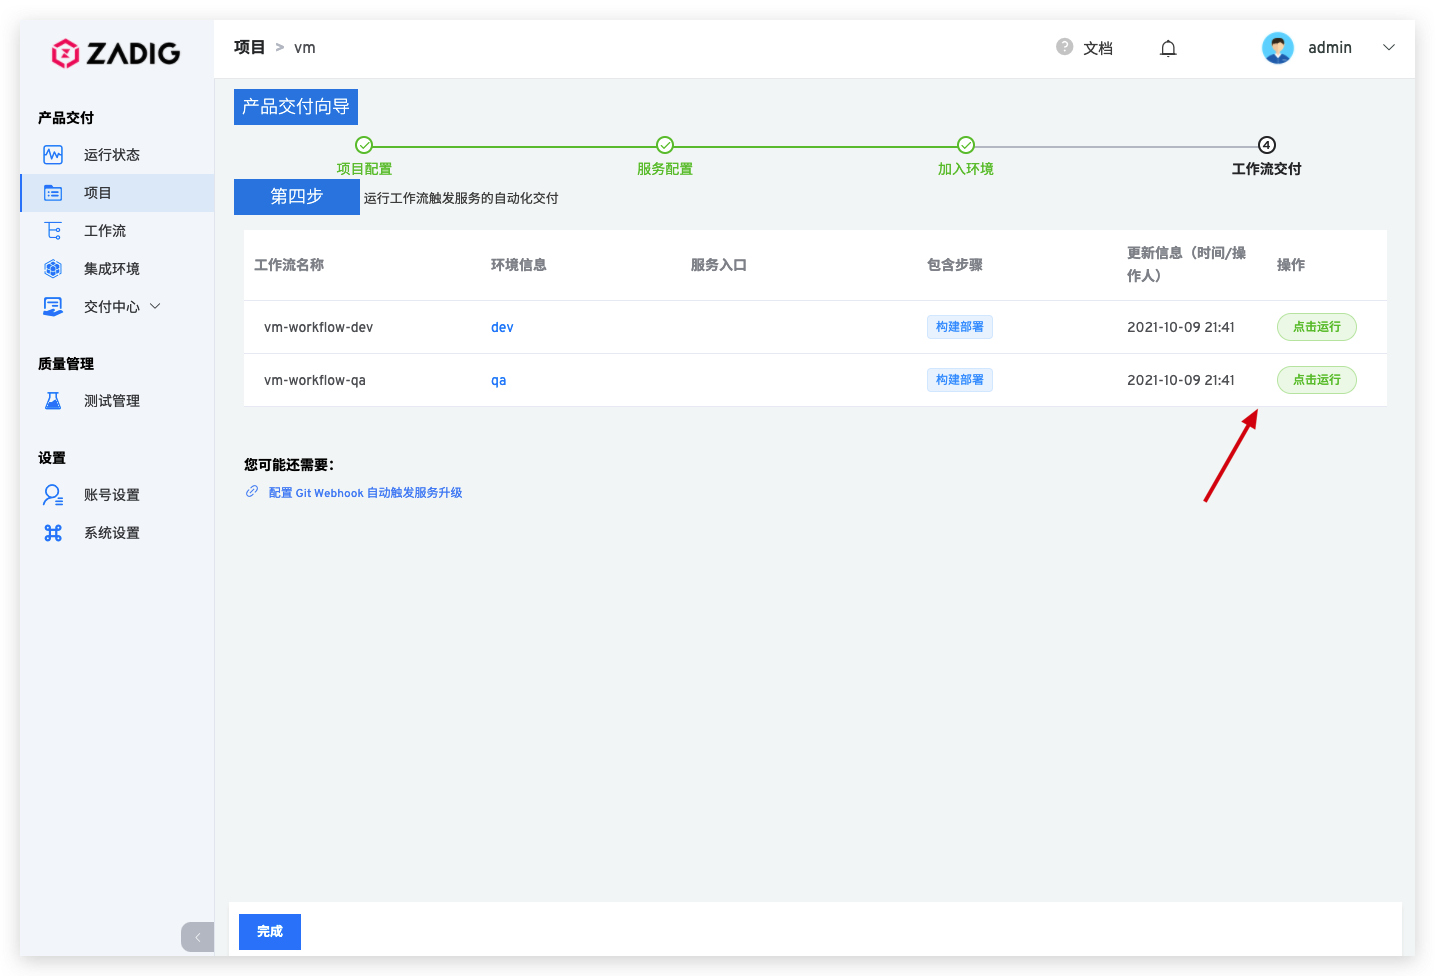 ZADIG
项目 > vm
? 文档
admin
产品交付
运行状态
项目
工作流
集成环境
交付中心
质量管理
测试管理
设置
账号设置
系统设置
产品交付向导
4
项目配置
服务配置
加入环境
工作流交付
第四步 运行工作流触发服务的自动化交付
工作流名称 环境信息 服务入口 包含步骤 更新信息（时间/操
作人） 操作
vm-workflow-dev dev 构建部署 2021-10-09 21:41 点击运行
vm-workflow-qa qa 构建部署 2021-10-09 21:41 点击运行
您可能还需要：
配置 Git Webhook 自动触发服务升级
完成